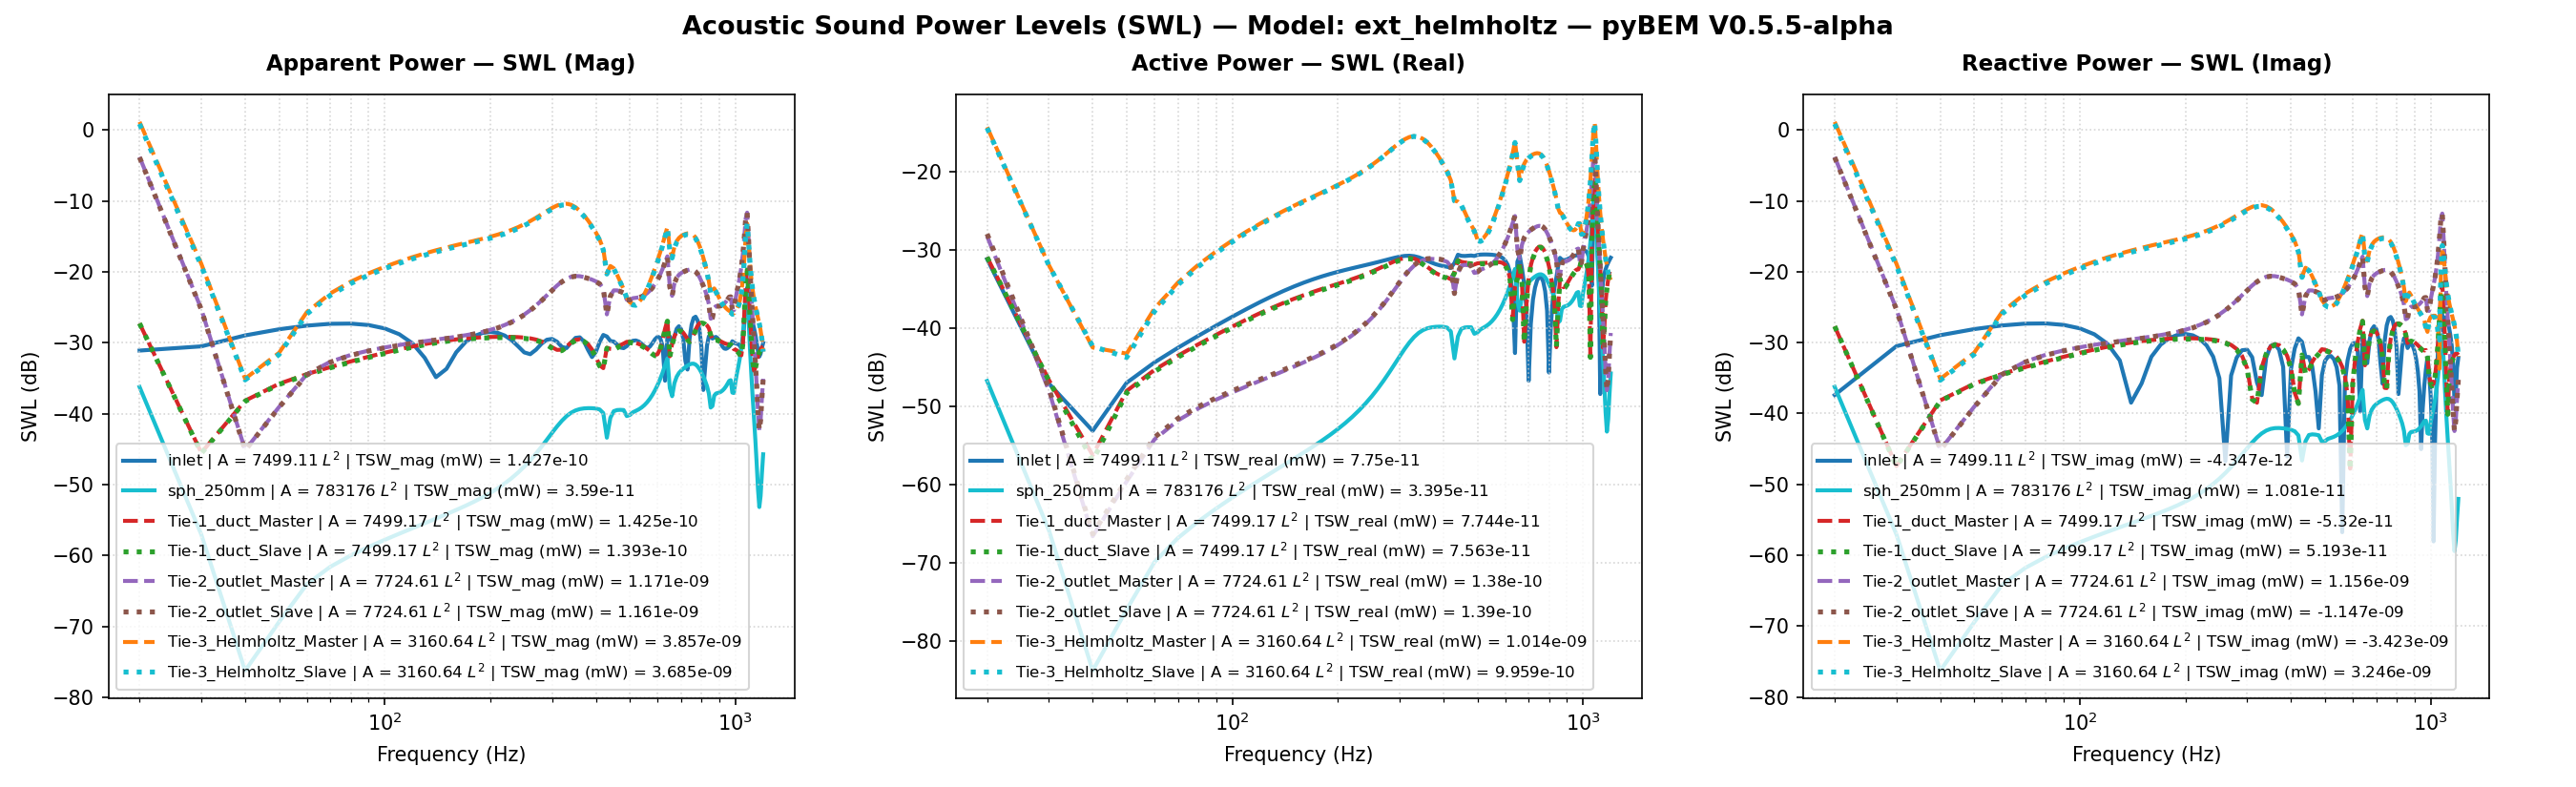 Acoustic Sound Power Levels (SWL) — Model: ext_helmholtz — pyBEM V0.5.5-alpha
Apparent Power — SWL (Mag)
SWL (dB)
0
−10
−20
−30
−40
−50
−60
−70
−80
inlet | A = 7499.11 L² | TSW_mag (mW) = 1.427e-10
sph_250mm | A = 783176 L² | TSW_mag (mW) = 3.59e-11
Tie-1_duct_Master | A = 7499.17 L² | TSW_mag (mW) = 1.425e-10
Tie-1_duct_Slave | A = 7499.17 L² | TSW_mag (mW) = 1.393e-10
Tie-2_outlet_Master | A = 7724.61 L² | TSW_mag (mW) = 1.171e-09
Tie-2_outlet_Slave | A = 7724.61 L² | TSW_mag (mW) = 1.161e-09
Tie-3_Helmholtz_Master | A = 3160.64 L² | TSW_mag (mW) = 3.857e-09
Tie-3_Helmholtz_Slave | A = 3160.64 L² | TSW_mag (mW) = 3.685e-09
10² 10³
Frequency (Hz)
Active Power — SWL (Real)
SWL (dB)
−20
−30
−40
−50
−60
−70
−80
inlet | A = 7499.11 L² | TSW_real (mW) = 7.75e-11
sph_250mm | A = 783176 L² | TSW_real (mW) = 3.395e-11
Tie-1_duct_Master | A = 7499.17 L² | TSW_real (mW) = 7.744e-11
Tie-1_duct_Slave | A = 7499.17 L² | TSW_real (mW) = 7.563e-11
Tie-2_outlet_Master | A = 7724.61 L² | TSW_real (mW) = 1.38e-10
Tie-2_outlet_Slave | A = 7724.61 L² | TSW_real (mW) = 1.39e-10
Tie-3_Helmholtz_Master | A = 3160.64 L² | TSW_real (mW) = 1.014e-09
Tie-3_Helmholtz_Slave | A = 3160.64 L² | TSW_real (mW) = 9.959e-10
10² 10³
Frequency (Hz)
Reactive Power — SWL (Imag)
SWL (dB)
0
−10
−20
−30
−40
−50
−60
−70
−80
inlet | A = 7499.11 L² | TSW_imag (mW) = -4.347e-12
sph_250mm | A = 783176 L² | TSW_imag (mW) = 1.081e-11
Tie-1_duct_Master | A = 7499.17 L² | TSW_imag (mW) = -5.32e-11
Tie-1_duct_Slave | A = 7499.17 L² | TSW_imag (mW) = 5.193e-11
Tie-2_outlet_Master | A = 7724.61 L² | TSW_imag (mW) = 1.156e-09
Tie-2_outlet_Slave | A = 7724.61 L² | TSW_imag (mW) = -1.147e-09
Tie-3_Helmholtz_Master | A = 3160.64 L² | TSW_imag (mW) = -3.423e-09
Tie-3_Helmholtz_Slave | A = 3160.64 L² | TSW_imag (mW) = 3.246e-09
10² 10³
Frequency (Hz)